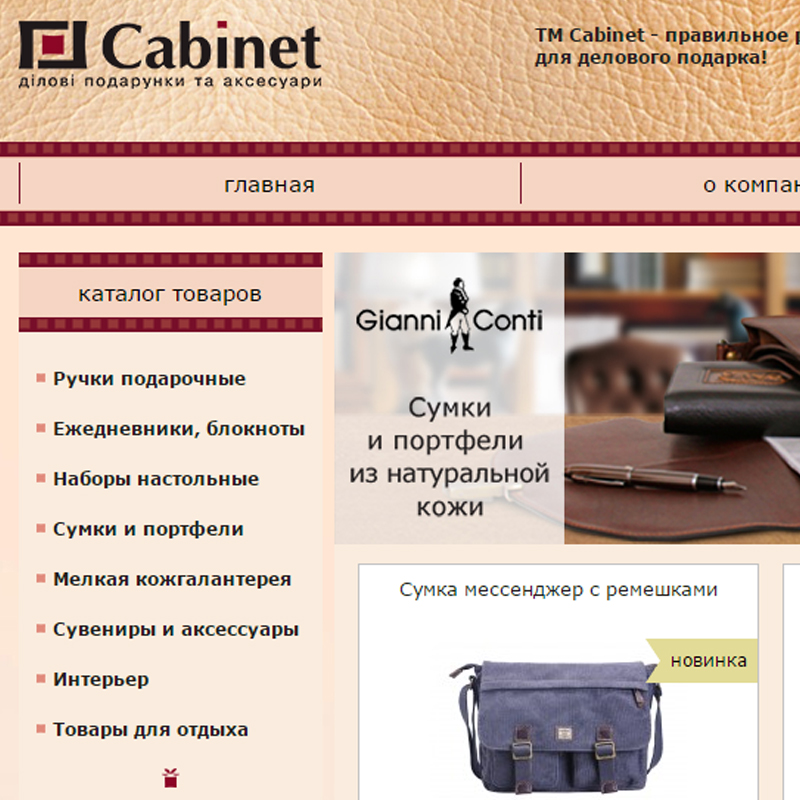 Cabinet
ділові подарунки та аксесуари
ТМ Cabinet - правильное
для делового подарка!
главная
о компан
каталог товаров
Ручки подарочные
Ежедневники, блокноты
Наборы настольные
Сумки и портфели
Мелкая кожгалантерея
Сувениры и аксессуары
Интерьер
Товары для отдыха
Gianni Conti
Сумки
и портфели
из натуральной
кожи
Сумка мессенджер с ремешками
новинка